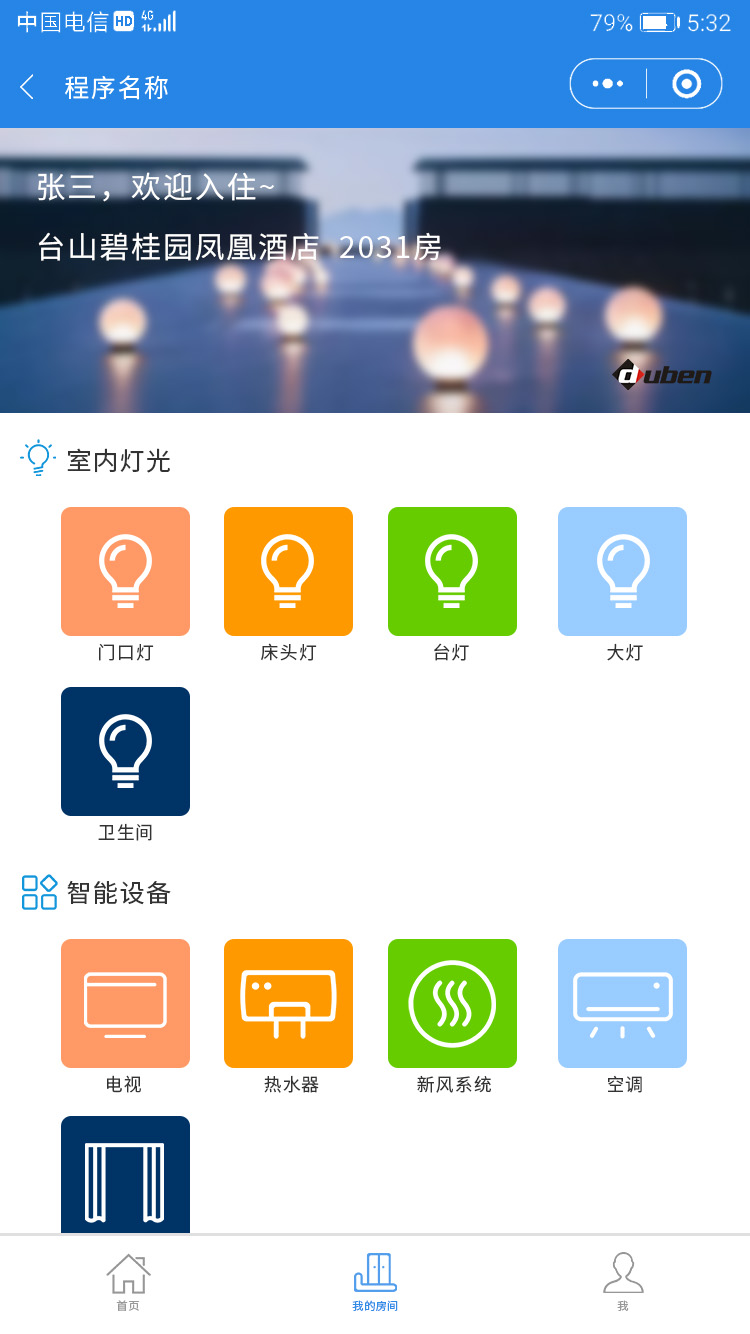 中国电信 HD 4G 79% 5:32
程序名称
张三，欢迎入住~
台山碧桂园凤凰酒店 2031房
duben
室内灯光
门口灯 床头灯 台灯 大灯
卫生间
智能设备
电视 热水器 新风系统 空调
首页 我的房间 我